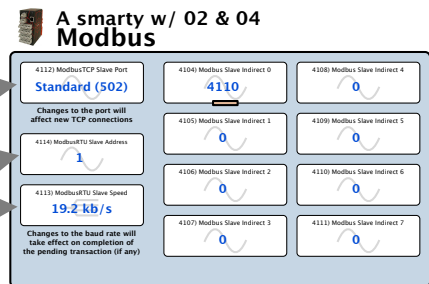 A smarty w/ 02 & 04
Modbus
4112) ModbusTCP Slave Port
Standard (502)
Changes to the port will
affect new TCP connections
4114) ModbusRTU Slave Address
1
4113) ModbusRTU Slave Speed
19.2 kb/s
Changes to the baud rate will
take effect on completion of
the pending transaction (if any)
4104) Modbus Slave Indirect 0
4110
4105) Modbus Slave Indirect 1
0
4106) Modbus Slave Indirect 2
0
4107) Modbus Slave Indirect 3
0
4108) Modbus Slave Indirect 4
0
4109) Modbus Slave Indirect 5
0
4110) Modbus Slave Indirect 6
0
4111) Modbus Slave Indirect 7
0